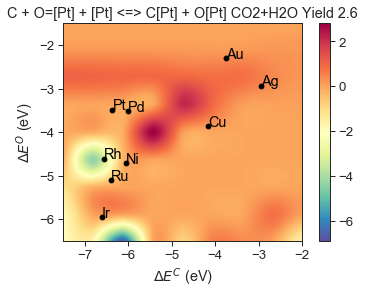 C + O=[Pt] + [Pt] <=> C[Pt] + O[Pt] CO2+H2O Yield 2.6
−2
−3
−4
−5
−6
ΔE^O (eV)
Au
Ag
Pt
Pd
Cu
Rh
Ni
Ru
Ir
2
0
−2
−4
−6
−7
−6
−5
−4
−3
−2
ΔE^C (eV)